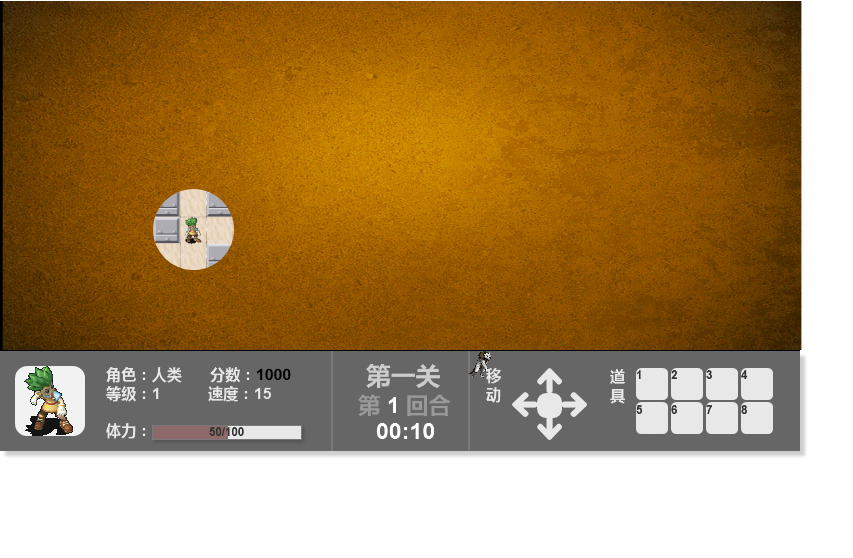 角色：人类 分数：1000
等级：1 速度：15
体力： 50/100
第一关
第 1 回合
00:10
移动
道具
1 2 3 4
5 6 7 8